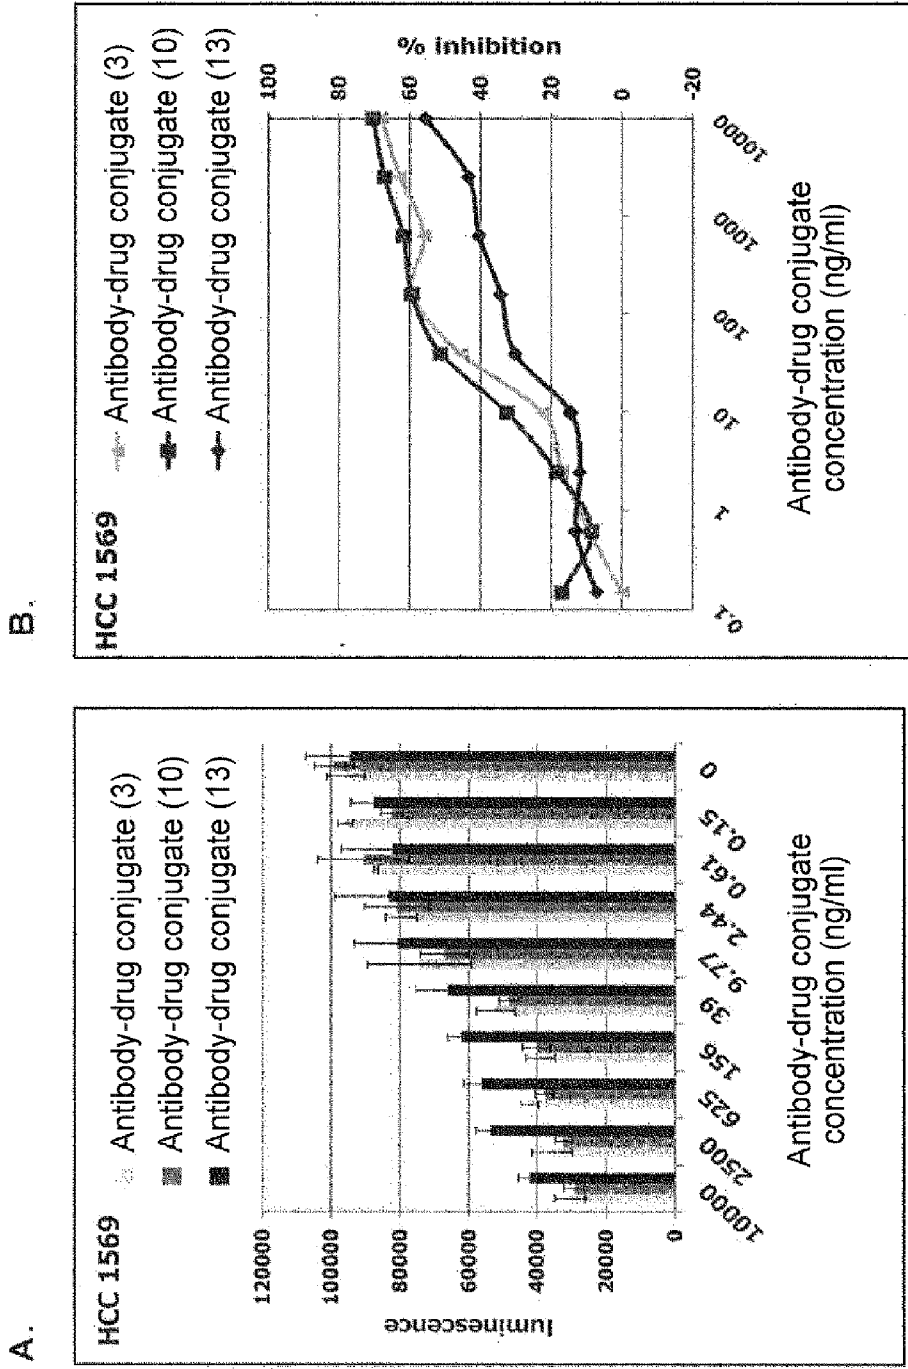 A.
HCC 1569
Antibody-drug conjugate (3)
Antibody-drug conjugate (10)
Antibody-drug conjugate (13)
120000
100000
80000
60000
40000
20000
0
luminescence
10000
2500
625
156
39
9.77
2.44
0.61
0.15
0
Antibody-drug conjugate
concentration (ng/ml)
B.
HCC 1569
Antibody-drug conjugate (3)
Antibody-drug conjugate (10)
Antibody-drug conjugate (13)
100
80
60
40
20
0
-20
% inhibition
0.1
1
10
100
1000
10000
Antibody-drug conjugate
concentration (ng/ml)